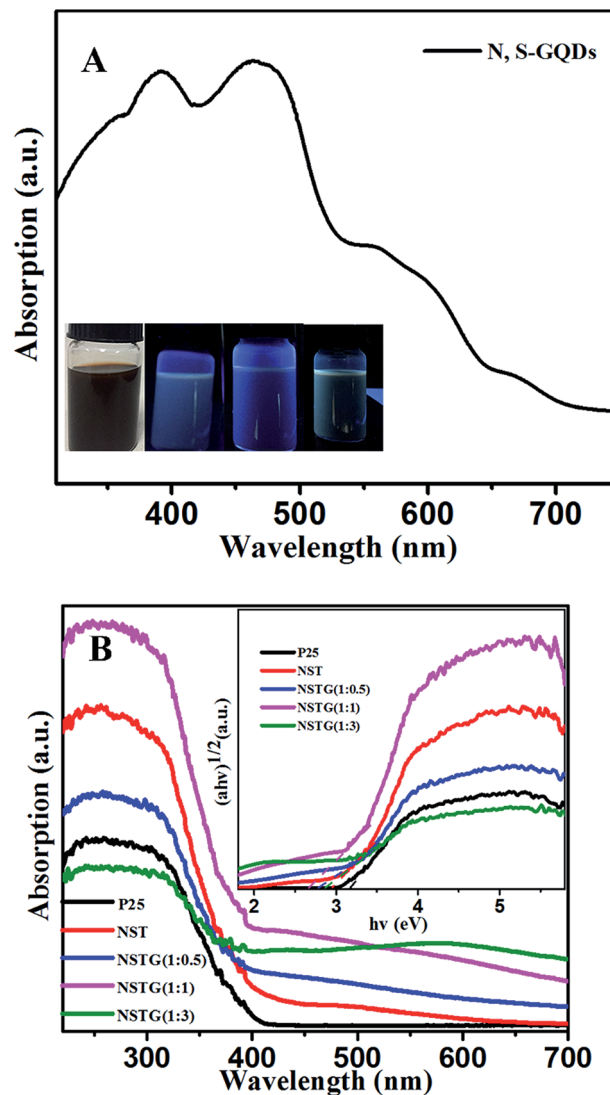 A
N, S-GQDs
Absorption (a.u.)
400 500 600 700
Wavelength (nm)
B
P25
NST
NSTG(1:0.5)
NSTG(1:1)
NSTG(1:3)
(ahv)1/2(a.u.)
2 3 4 5
hv (eV)
Absorption (a.u.)
P25
NST
NSTG(1:0.5)
NSTG(1:1)
NSTG(1:3)
300 400 500 600 700
Wavelength (nm)